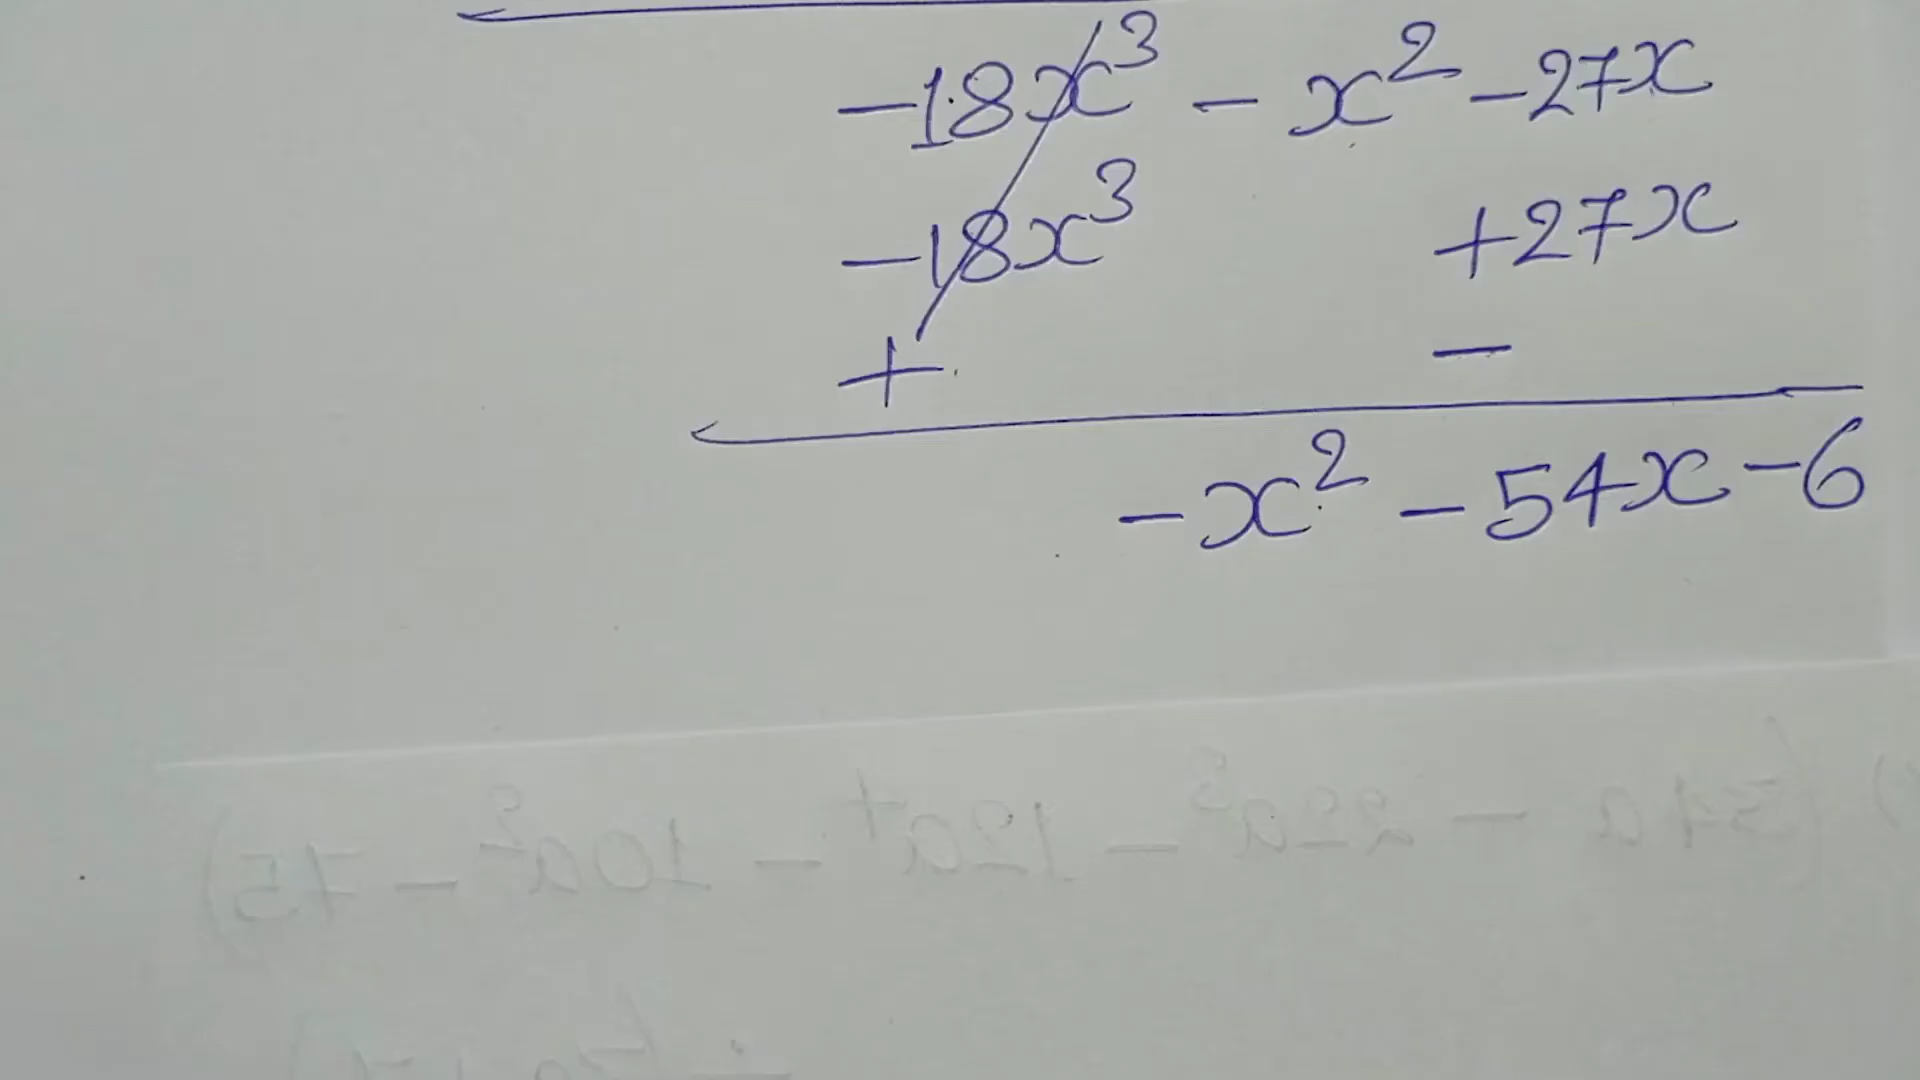 -18x³ - x² - 27x
-18x³ +27x
+ -
-x² - 54x - 6